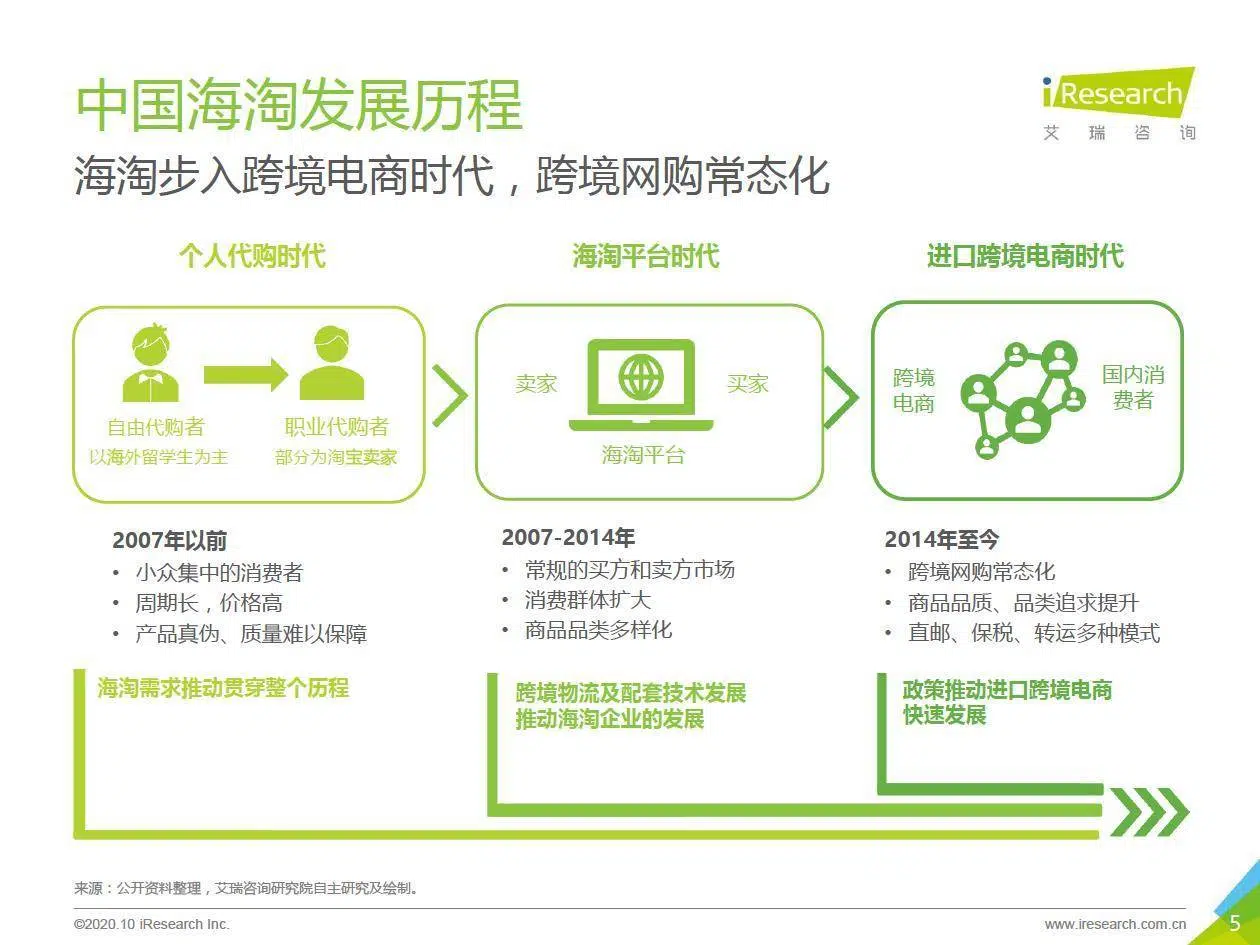 中国海淘发展历程
iResearch
艾瑞咨询
海淘步入跨境电商时代，跨境网购常态化
个人代购时代
自由代购者
以海外留学生为主
职业代购者
部分为淘宝卖家
2007年以前
• 小众集中的消费者
• 周期长，价格高
• 产品真伪、质量难以保障
海淘平台时代
卖家
买家
海淘平台
2007-2014年
• 常规的买方和卖方市场
• 消费群体扩大
• 商品品类多样化
进口跨境电商时代
跨境
电商
国内消
费者
2014年至今
• 跨境网购常态化
• 商品品质、品类追求提升
• 直邮、保税、转运多种模式
海淘需求推动贯穿整个历程
跨境物流及配套技术发展
推动海淘企业的发展
政策推动进口跨境电商
快速发展
来源：公开资料整理，艾瑞咨询研究院自主研究及绘制。
©2020.10 iResearch Inc.
www.iresearch.com.cn
5